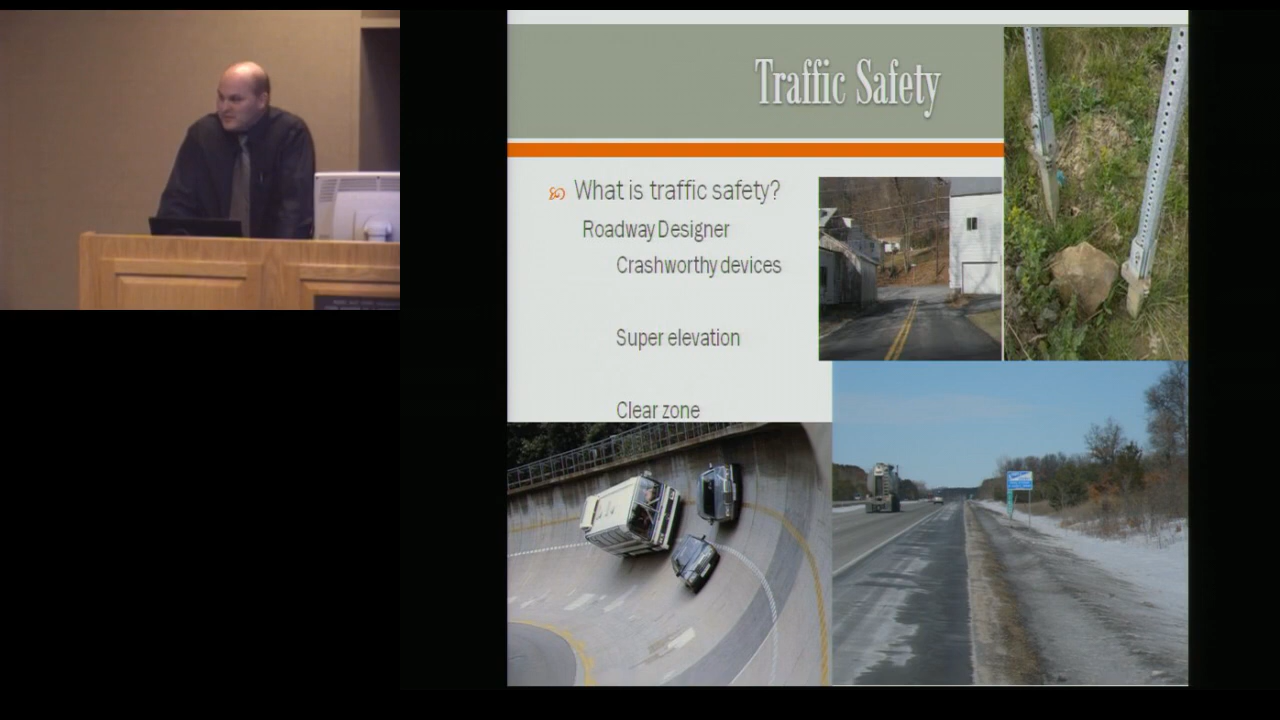 Traffic Safety
What is traffic safety?
Roadway Designer
Crashworthy devices
Super elevation
Clear zone